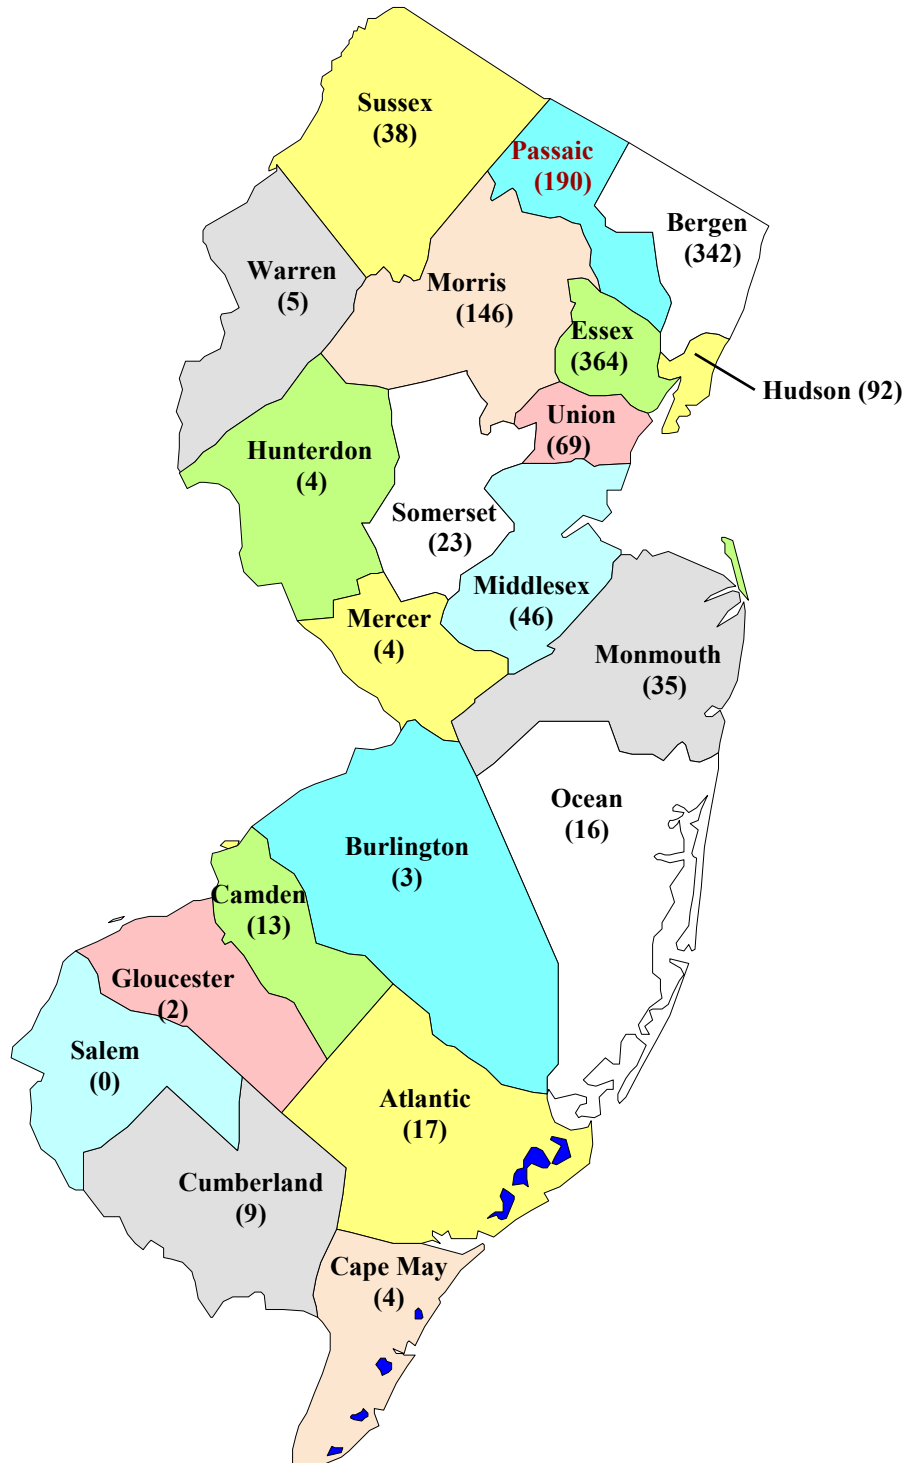 Sussex
(38)
Passaic
(190)
Bergen
(342)
Warren
(5)
Morris
(146)
Essex
(364)
Hudson (92)
Union
(69)
Hunterdon
(4)
Somerset
(23)
Middlesex
(46)
Mercer
(4)
Monmouth
(35)
Ocean
(16)
Burlington
(3)
Camden
(13)
Gloucester
(2)
Salem
(0)
Atlantic
(17)
Cumberland
(9)
Cape May
(4)